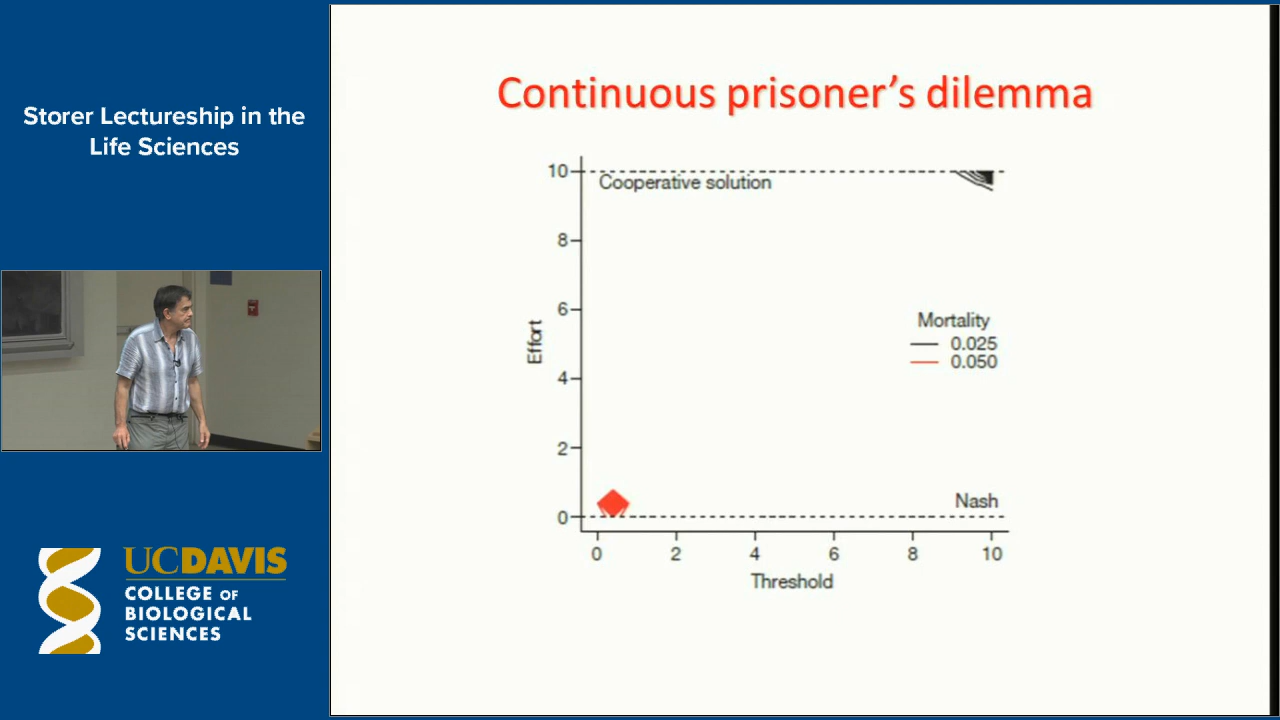 Storer Lectureship in the
Life Sciences
UCDAVIS
COLLEGE OF
BIOLOGICAL
SCIENCES
Continuous prisoner's dilemma
10
Cooperative solution
8
6
Effort
Mortality
0.025
0.050
4
2
Nash
0
0 2 4 6 8 10
Threshold